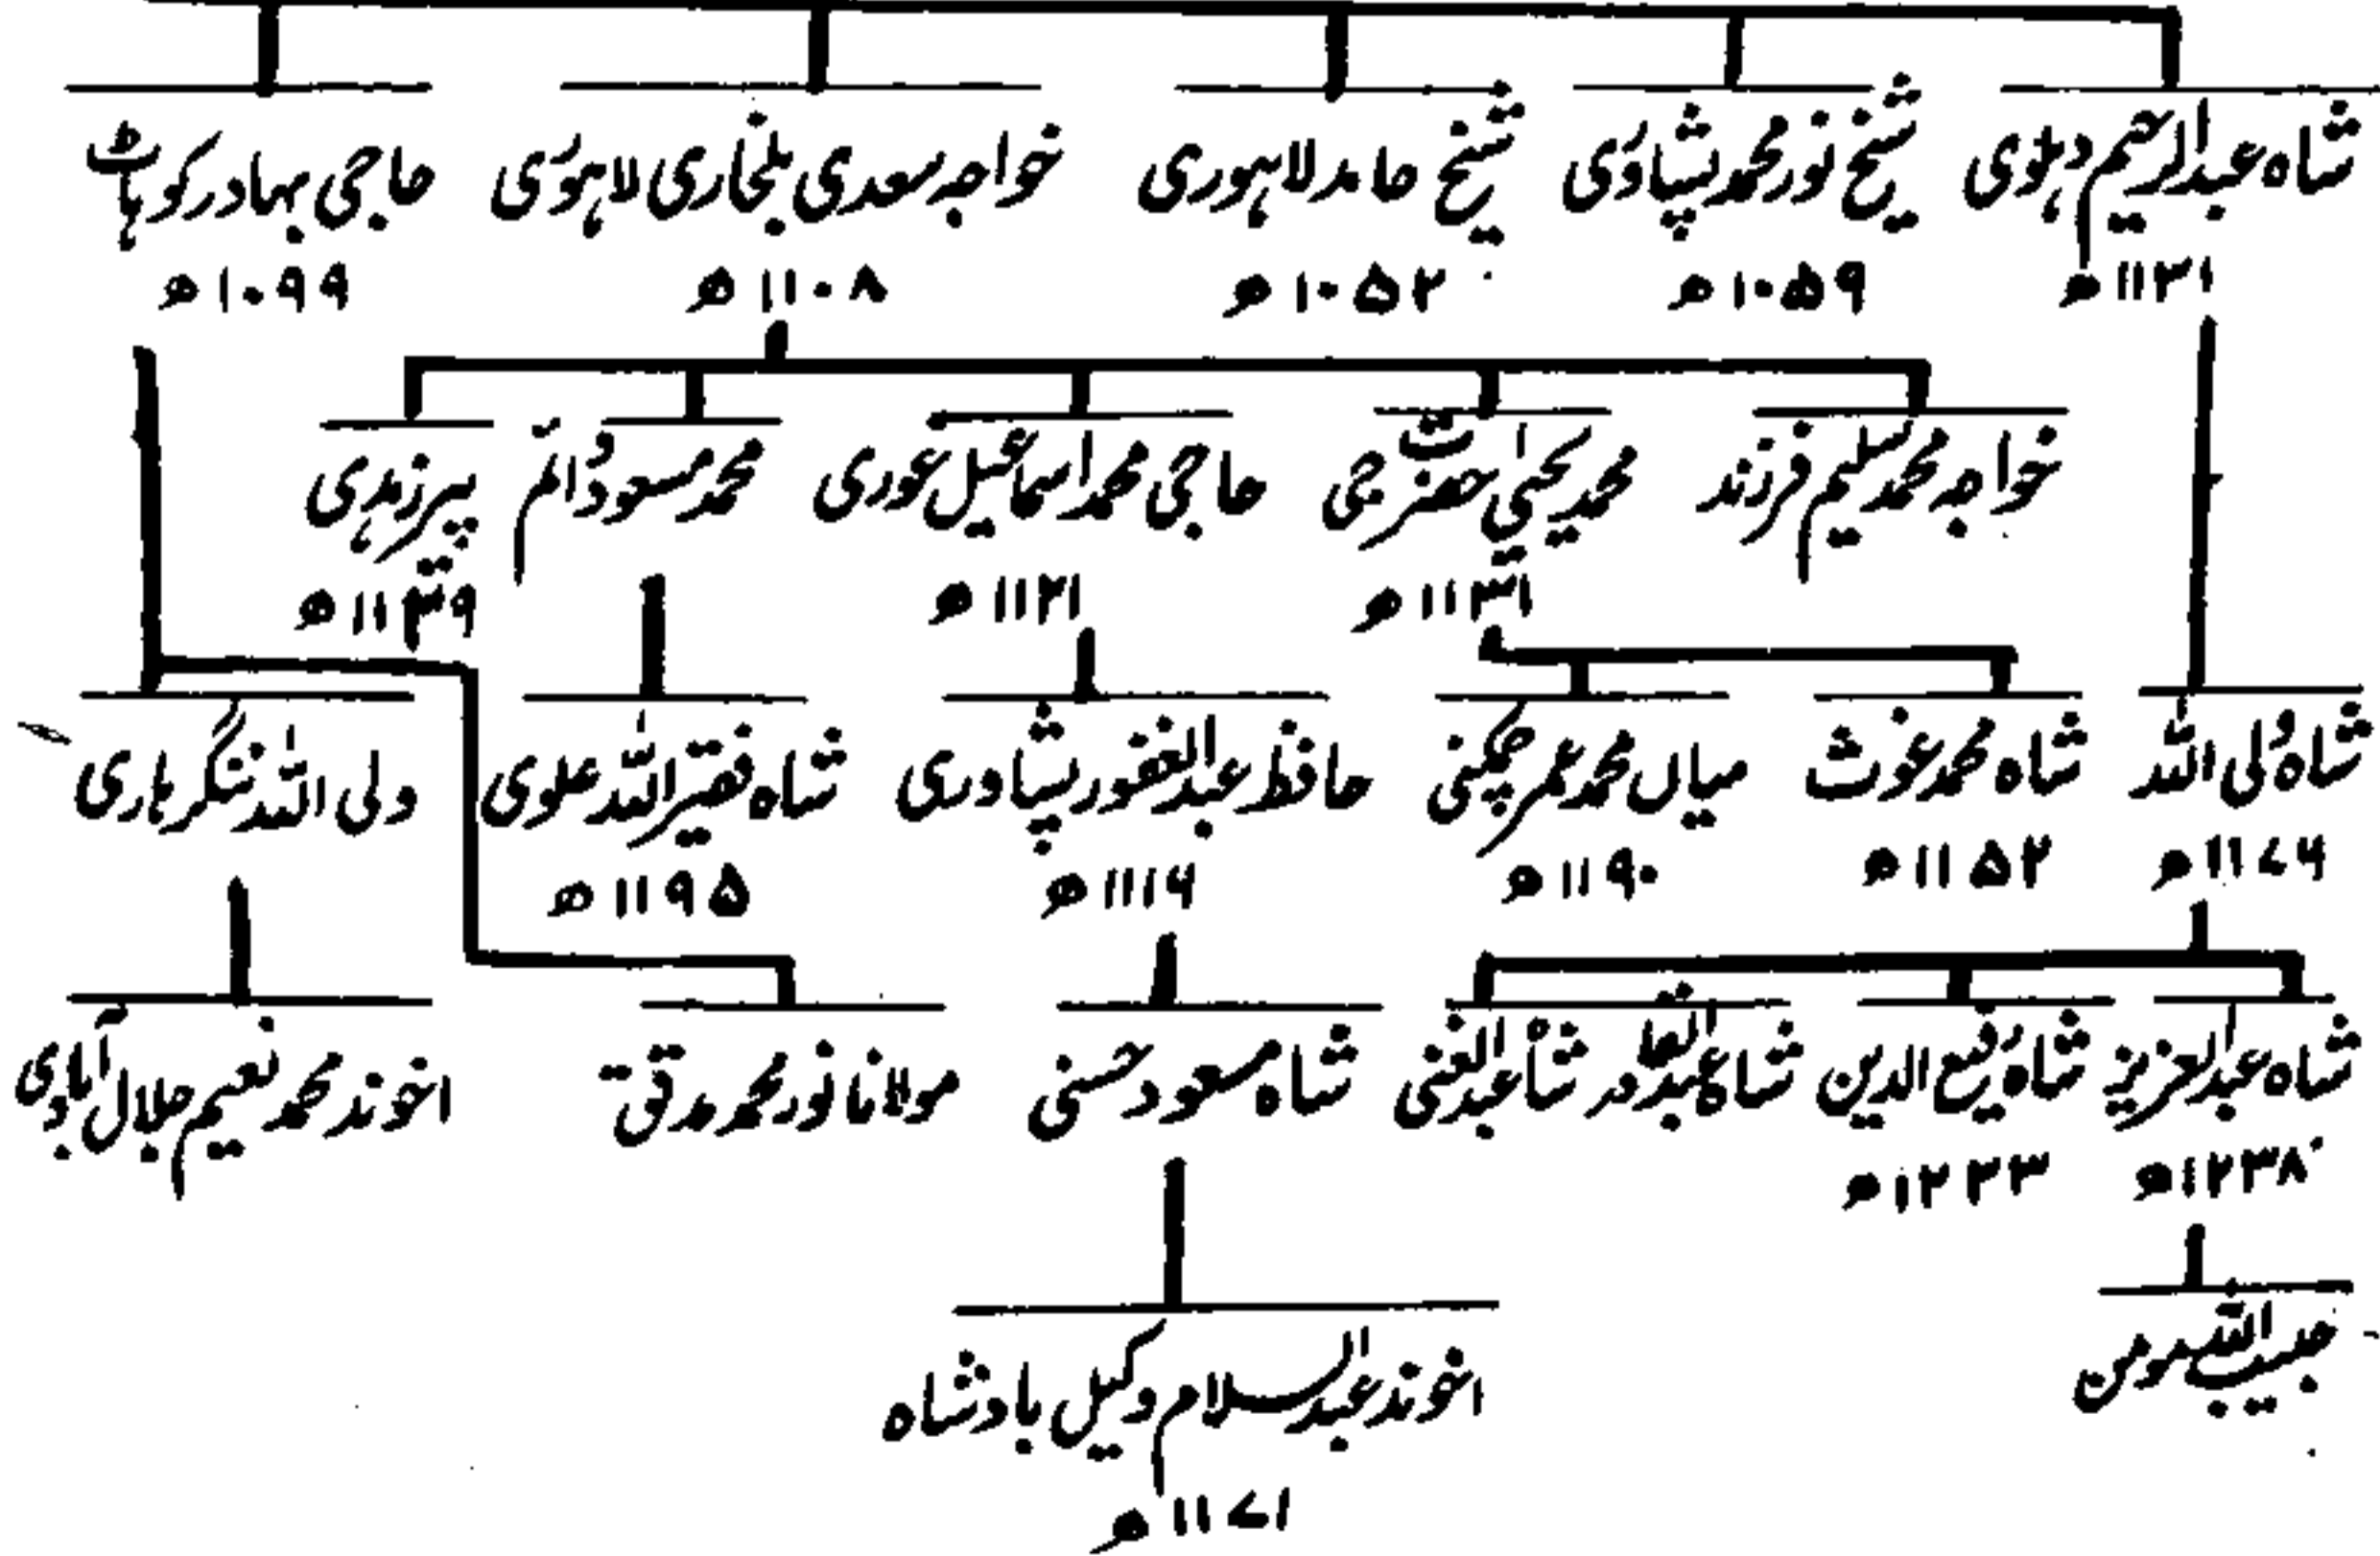 شاہ عبدالرحیم دہلوی
شیخ نور محمد پشاوری
شیخ حامد لاہوری
خواجہ سعدی بلخاری لاہوری
حاجی بہادر کوہاٹ
۱۱۳۱ھ
۱۰۵۹ھ
۱۰۵۲ھ
۱۱۰۸ھ
۱۰۹۹ھ
خواجہ محمد سلیم فرزند
محمد یحییٰ حضرت جی
حاجی محمد اسماعیل غوری
محمد مسعود دائم
پیر زہدی
۱۱۳۱ھ
۱۱۲۱ھ
۱۱۳۹ھ
شاہ ولی اللہ
شاہ محمد غوث
میاں محمد عمر چمکنی
حافظ عبدالغفور پشاوری
شاہ فقیر اللہ علوی
ولی اللہ ننگرہاری
۱۱۷۶ھ
۱۱۵۲ھ
۱۱۹۰ھ
۱۱۱۶ھ
۱۱۹۵ھ
شاہ عبدالعزیز
شاہ رفیع الدین
شاہ عبدالقادر شاہ عبدالغنی
شاہ مسعود حسنی
مولانا نور محمد مدقق
اخوند محمد نعیم جلال آبادی
۱۲۳۸ھ
۱۲۳۳ھ
حبیب اللہ مومن
اخوند عبدالسلام وکیل بادشاہ
۱۱۷۱ھ